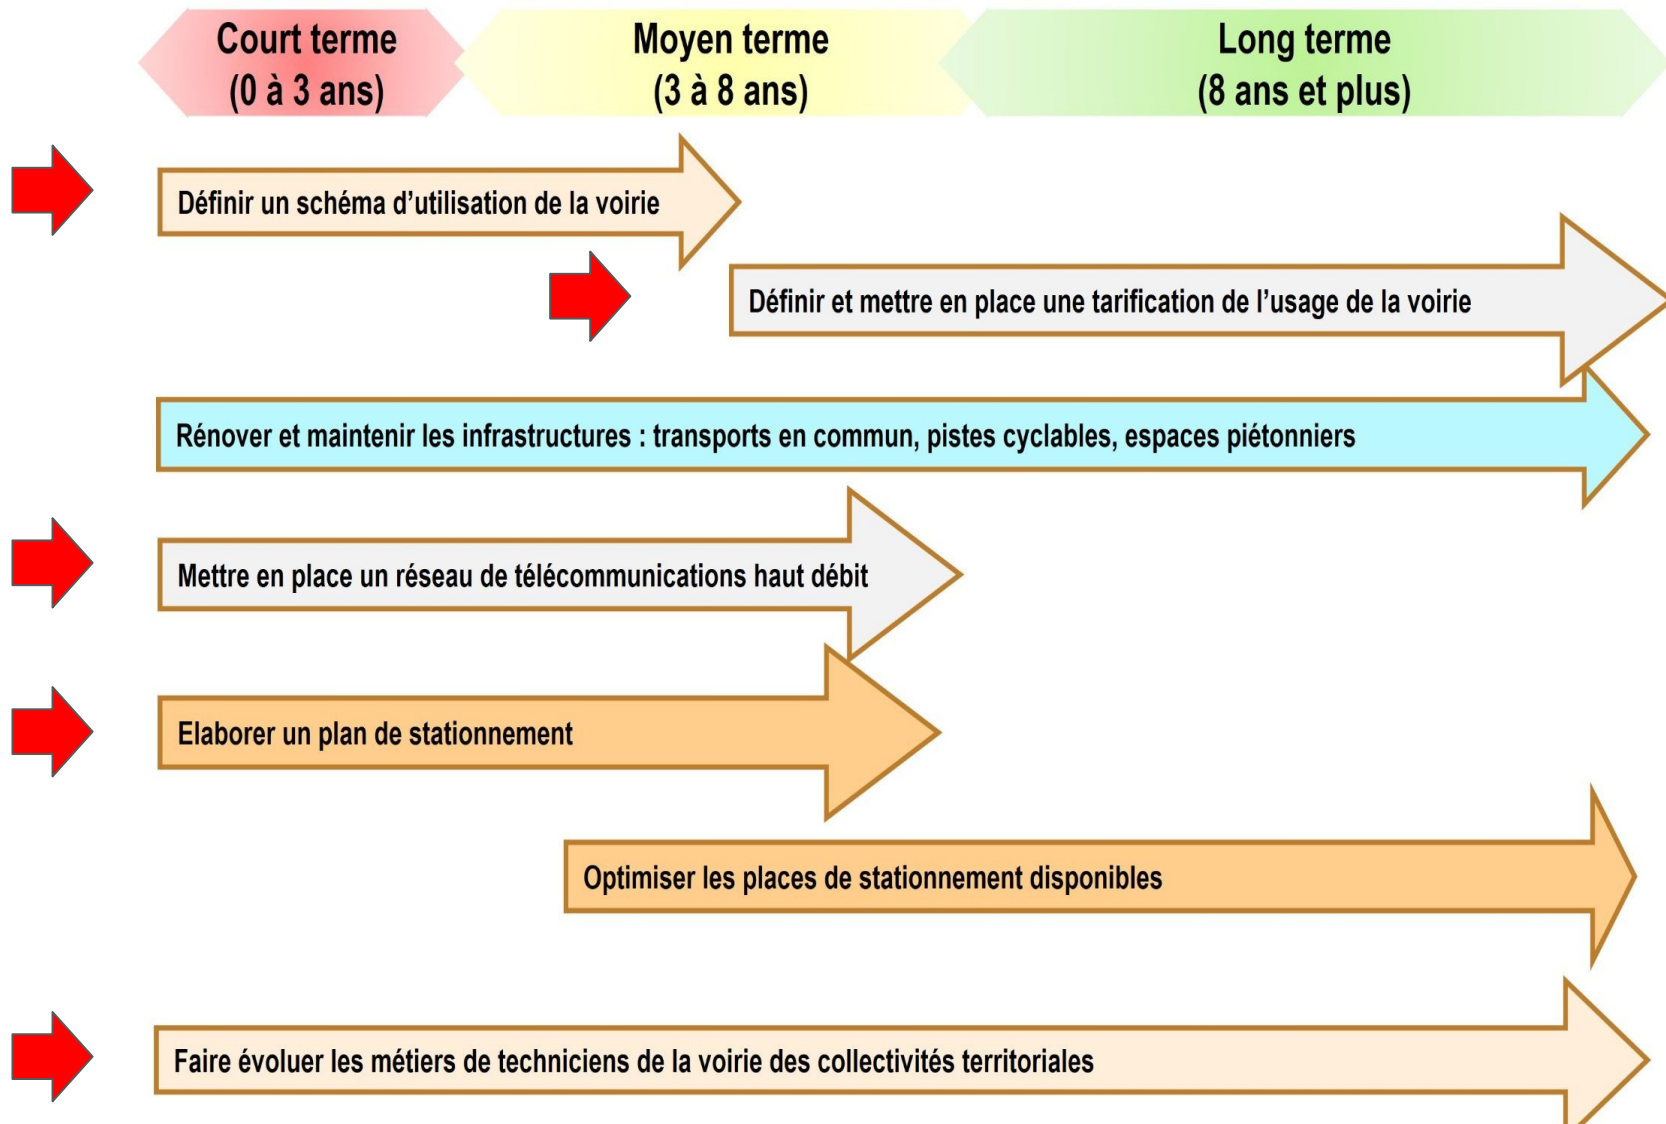 Court terme
(0 à 3 ans)
Moyen terme
(3 à 8 ans)
Long terme
(8 ans et plus)
Définir un schéma d’utilisation de la voirie
Définir et mettre en place une tarification de l’usage de la voirie
Rénover et maintenir les infrastructures : transports en commun, pistes cyclables, espaces piétonniers
Mettre en place un réseau de télécommunications haut débit
Elaborer un plan de stationnement
Optimiser les places de stationnement disponibles
Faire évoluer les métiers de techniciens de la voirie des collectivités territoriales